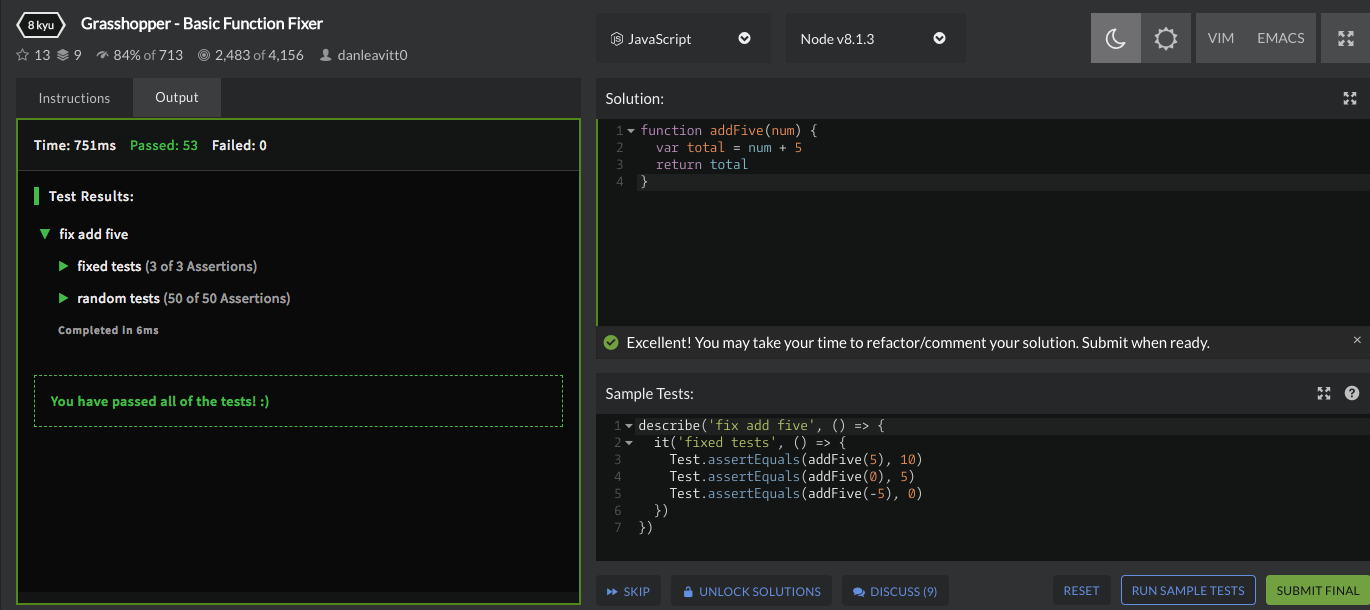 8 kyu Grasshopper - Basic Function Fixer
13 9 84% of 713 2,483 of 4,156 danleavitt0
JavaScript Node v8.1.3 VIM EMACS
Instructions Output
Time: 751ms Passed: 53 Failed: 0
Test Results:
fix add five
fixed tests (3 of 3 Assertions)
random tests (50 of 50 Assertions)
Completed in 6ms
You have passed all of the tests! :)
Solution:
1 function addFive(num) {
2   var total = num + 5
3   return total
4 }
Excellent! You may take your time to refactor/comment your solution. Submit when ready. ×
Sample Tests: ?
1 describe('fix add five', () => {
2   it('fixed tests', () => {
3     Test.assertEquals(addFive(5), 10)
4     Test.assertEquals(addFive(0), 5)
5     Test.assertEquals(addFive(-5), 0)
6   })
7 })
SKIP UNLOCK SOLUTIONS DISCUSS (9) RESET RUN SAMPLE TESTS SUBMIT FINAL